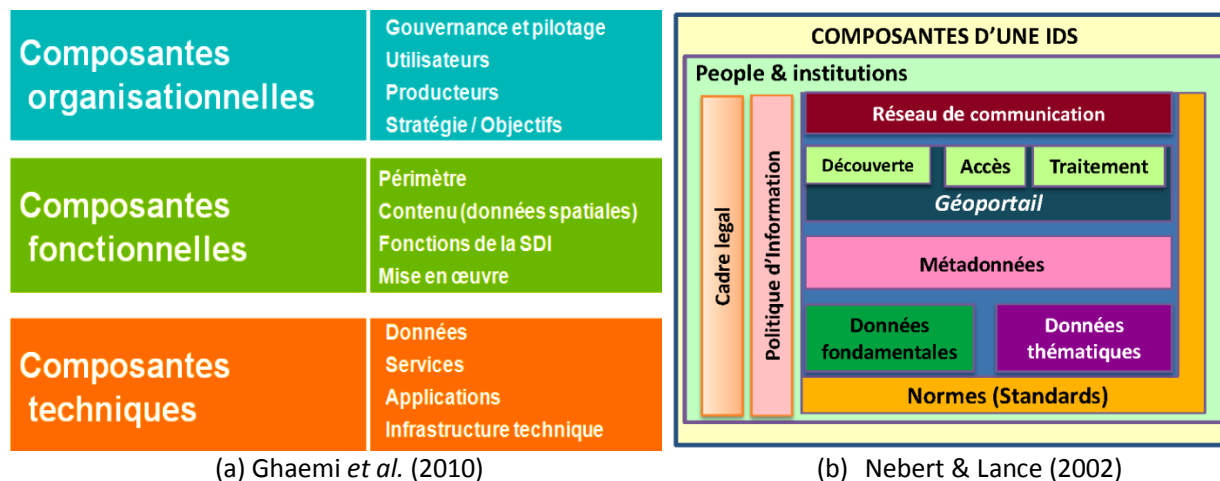 Composantes
organisationnelles
Gouvernance et pilotage
Utilisateurs
Producteurs
Stratégie / Objectifs
Composantes
fonctionnelles
Périmètre
Contenu (données spatiales)
Fonctions de la SDI
Mise en œuvre
Composantes
techniques
Données
Services
Applications
Infrastructure technique
(a) Ghaemi et al. (2010)
COMPOSANTES D'UNE IDS
People & institutions
Cadre legal
Politique d'Information
Réseau de communication
Découverte
Accès
Traitement
Géoportail
Métadonnées
Données
fondamentales
Données
thématiques
Normes (Standards)
(b) Nebert & Lance (2002)